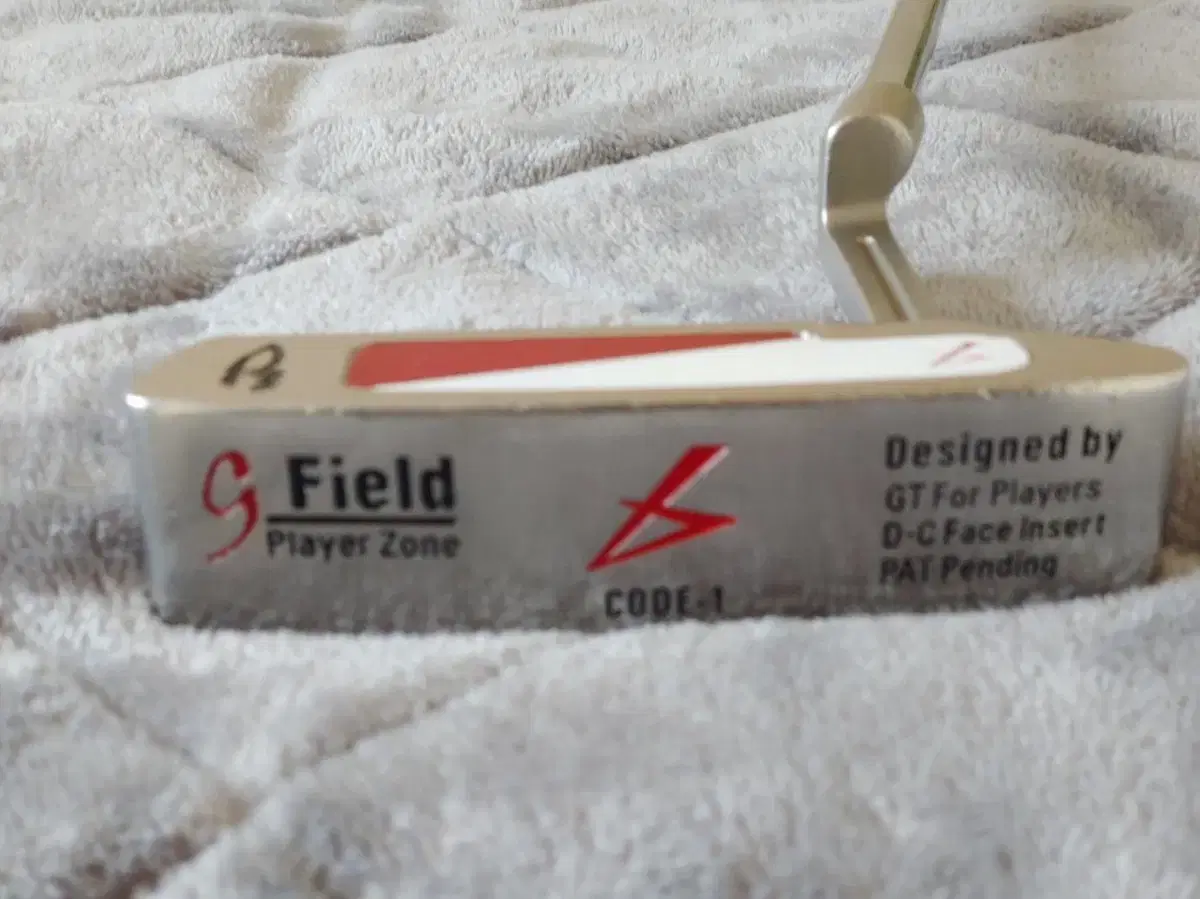 G Field
Player Zone
CODE-1
Designed by
GT For Players
D-C Face Insert
PAT Pending